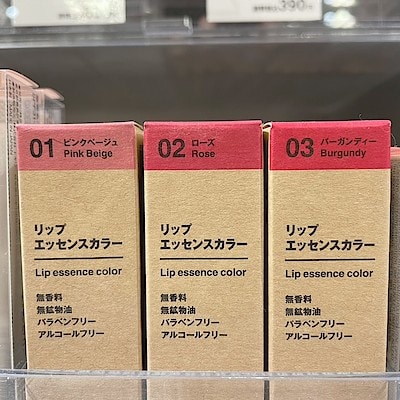 390
01 ピンクベージュ
Pink Beige
リップ
エッセンスカラー
Lip essence color
無香料
無鉱物油
パラベンフリー
アルコールフリー
02 ローズ
Rose
リップ
エッセンスカラー
Lip essence color
無香料
無鉱物油
パラベンフリー
アルコールフリー
03 バーガンディー
Burgundy
リップ
エッセンスカラー
Lip essence color
無香料
無鉱物油
パラベンフリー
アルコールフリー